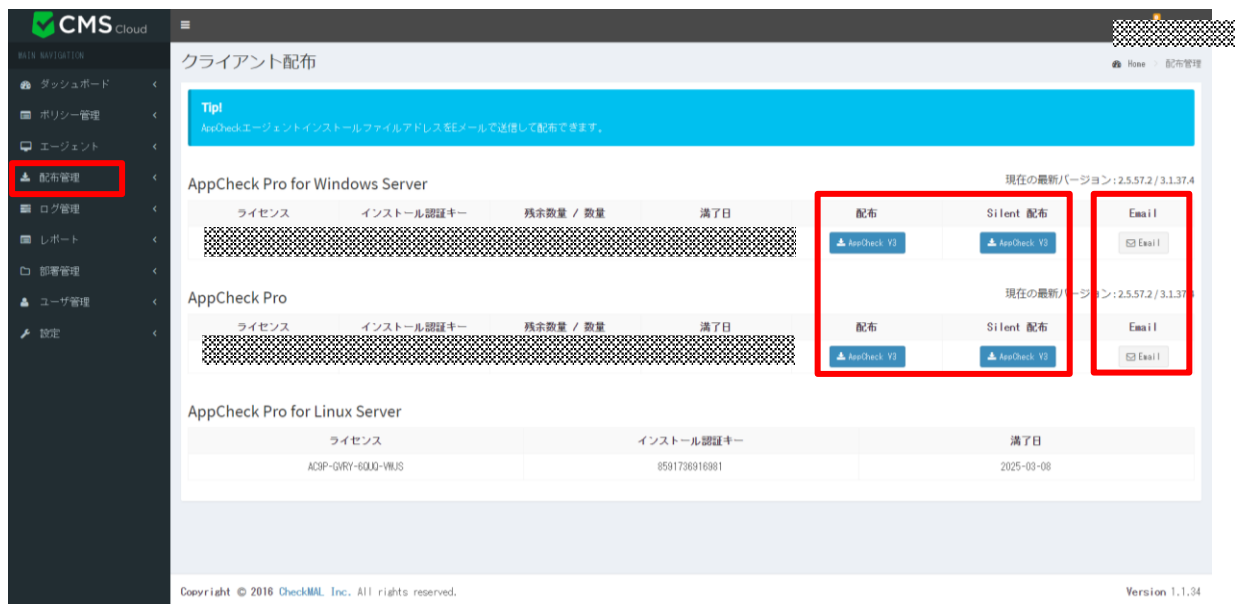 CMS Cloud
MAIN NAVIGATION
ダッシュボード
ポリシー管理
エージェント
配布管理
ログ管理
レポート
部署管理
ユーザ管理
設定
クライアント配布
Home 配布管理
Tip!
AppCheckエージェントインストールファイルアドレスをEメールで送信して配布できます。
AppCheck Pro for Windows Server
現在の最新バージョン : 2.5.57.2 / 3.1.37.4
ライセンス インストール認証キー 残余数量 / 数量 満了日 配布 Silent 配布 Email
AppCheck V3 AppCheck V3 Email
AppCheck Pro
現在の最新バージョン : 2.5.57.2 / 3.1.37.4
ライセンス インストール認証キー 残余数量 / 数量 満了日 配布 Silent 配布 Email
AppCheck V3 AppCheck V3 Email
AppCheck Pro for Linux Server
ライセンス インストール認証キー 満了日
AC9P-GVRY-6QUQ-VWJS 8591736916981 2025-03-08
Copyright © 2016 CheckMAL Inc. All rights reserved.
Version 1.1.34